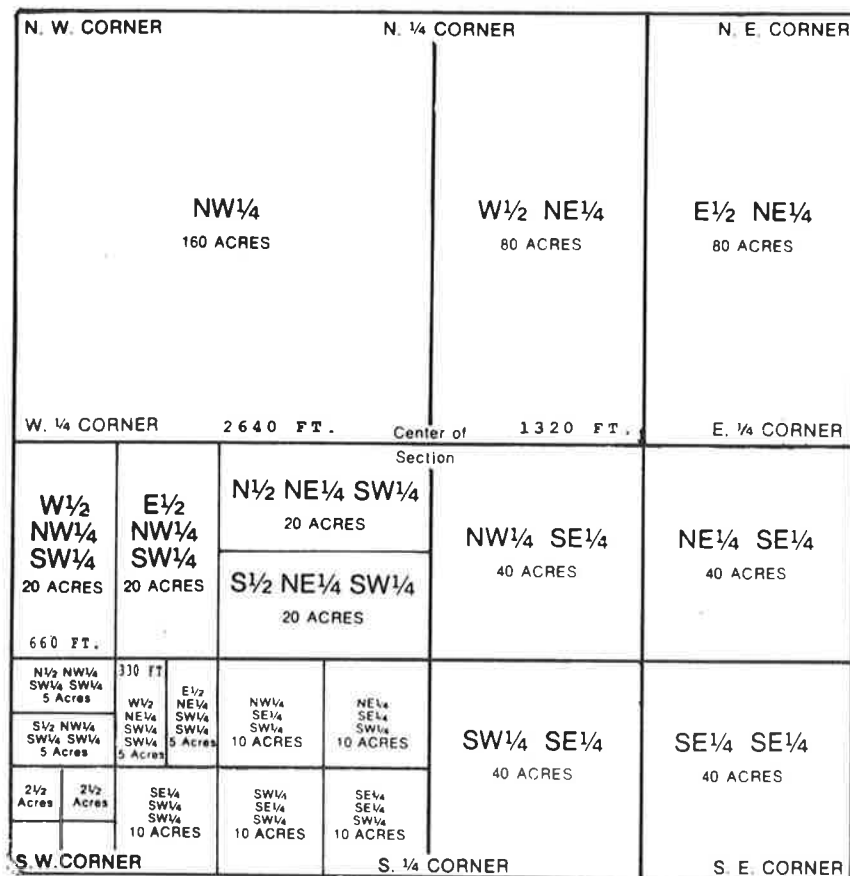 N. W. CORNER
N. ¼ CORNER
N. E. CORNER
NW¼
160 ACRES
W½ NE¼
80 ACRES
E½ NE¼
80 ACRES
W. ¼ CORNER
2640 FT.
Center of
Section
1320 FT.
E. ¼ CORNER
W½
NW¼
SW¼
20 ACRES
660 FT.
E½
NW¼
SW¼
20 ACRES
N½ NE¼ SW¼
20 ACRES
S½ NE¼ SW¼
20 ACRES
NW¼ SE¼
40 ACRES
NE¼ SE¼
40 ACRES
N½ NW¼
SW¼ SW¼
5 Acres
S½ NW¼
SW¼ SW¼
5 Acres
330 FT
W½
NE¼
SW¼
SW¼
5 Acres
E½
NE¼
SW¼
SW¼
5 Acres
NW¼
SE¼
SW¼
10 ACRES
NE¼
SE¼
SW¼
10 ACRES
SW¼ SE¼
40 ACRES
SE¼ SE¼
40 ACRES
2½
Acres
2½
Acres
SE¼
SW¼
SW¼
10 ACRES
SW¼
SE¼
SW¼
10 ACRES
SE¼
SE¼
SW¼
10 ACRES
S.W.CORNER
S. ¼ CORNER
S. E. CORNER